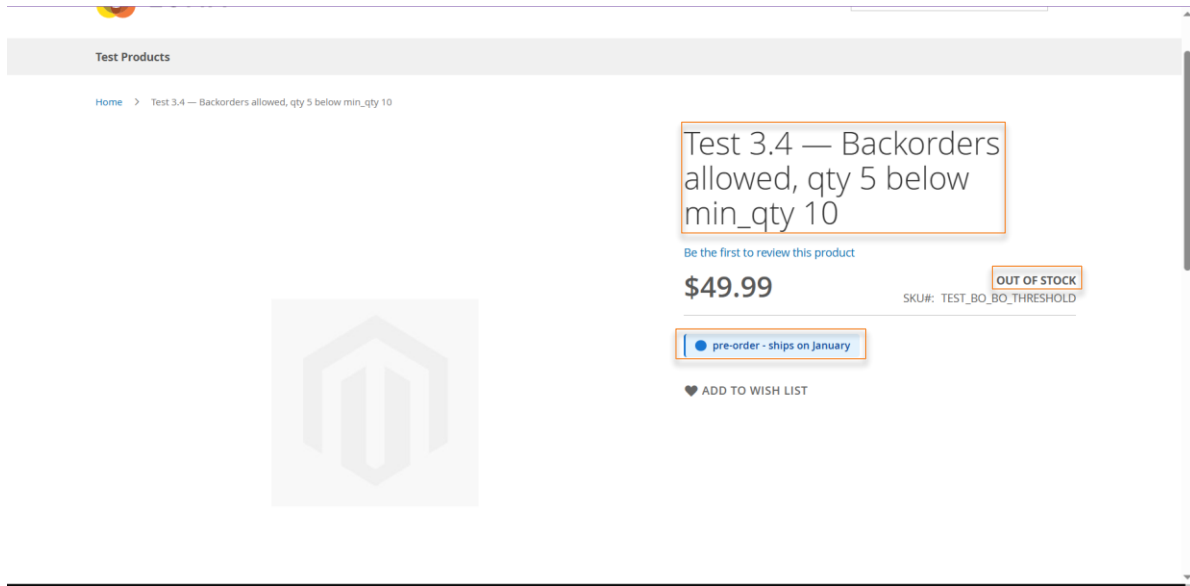 Test Products
Home > Test 3.4 — Backorders allowed, qty 5 below min_qty 10
Test 3.4 — Backorders
allowed, qty 5 below
min_qty 10
Be the first to review this product
$49.99
OUT OF STOCK
SKU#: TEST_BO_BO_THRESHOLD
pre-order - ships on January
ADD TO WISH LIST